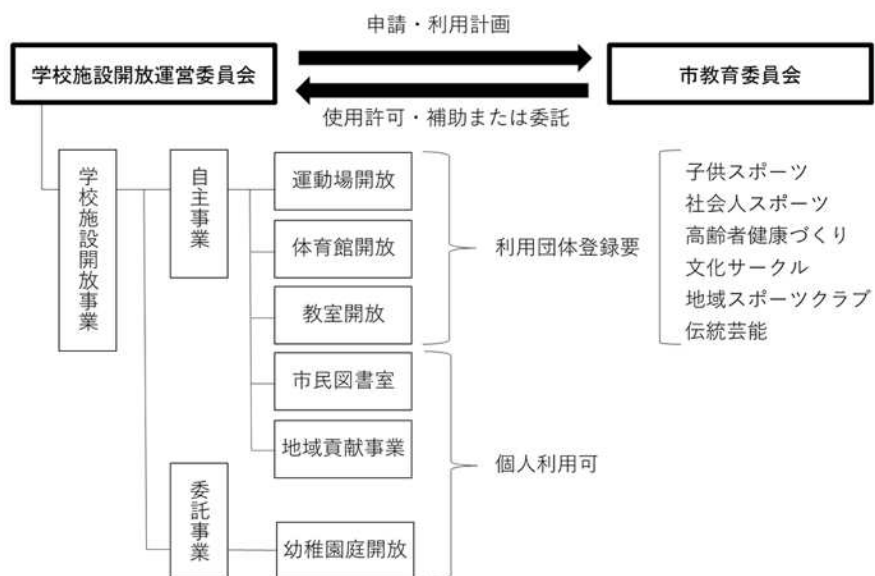 申請・利用計画
学校施設開放運営委員会
市教育委員会
使用許可・補助または委託
学校施設開放事業
自主事業
運動場開放
体育館開放
教室開放
市民図書室
地域貢献事業
委託事業
幼稚園庭開放
利用団体登録要
個人利用可
子供スポーツ
社会人スポーツ
高齢者健康づくり
文化サークル
地域スポーツクラブ
伝統芸能